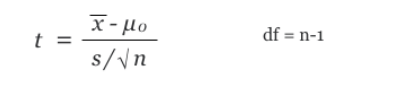 t = x̅ - μ₀ / s/√n
df = n-1